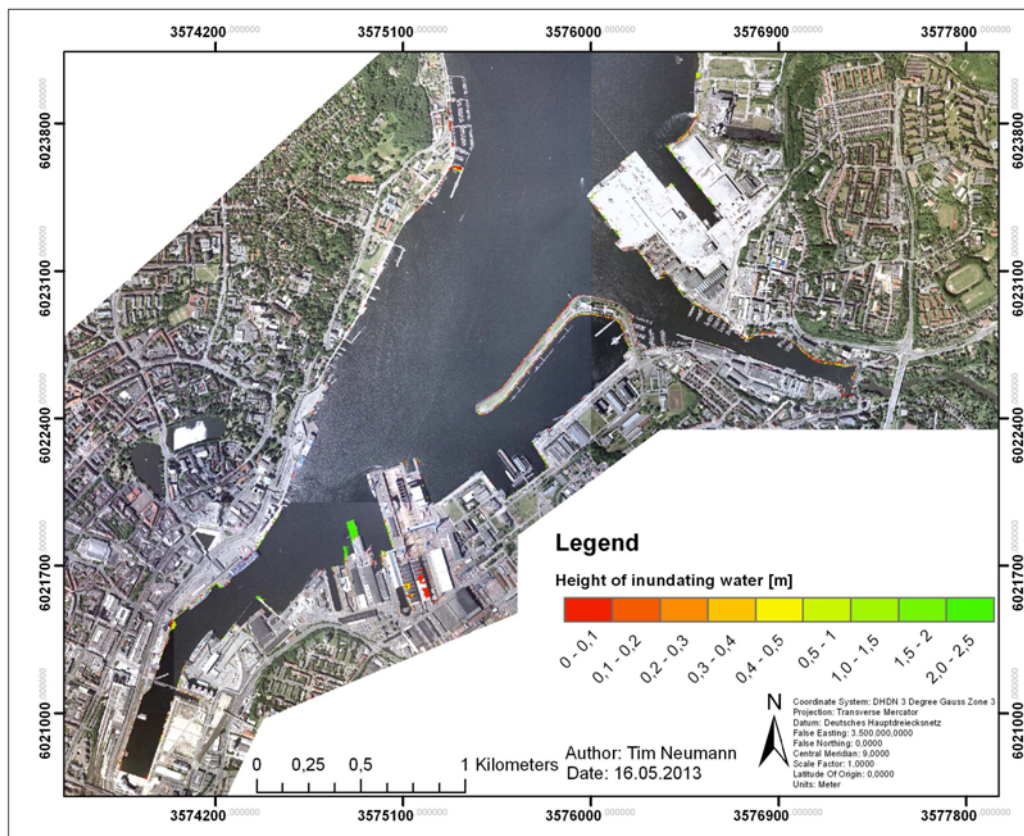 3574200,000000 3575100,000000 3576000,000000 3576900,000000 3577800,000000
6023800,000000 6023800,000000
6023100,000000 6023100,000000
6022400,000000 6022400,000000
6021700,000000 6021700,000000
6021000,000000 6021000,000000
Legend
Height of inundating water [m]
0 - 0,1
0,1 - 0,2
0,2 - 0,3
0,3 - 0,4
0,4 - 0,5
0,5 - 1
1,0 - 1,5
1,5 - 2
2,0 - 2,5
N
Coordinate System: DHDN 3 Degree Gauss Zone 3
Projection: Transverse Mercator
Datum: Deutsches Hauptdreiecksnetz
False Easting: 3.500.000,0000
False Northing: 0,0000
Central Meridian: 9,0000
Scale Factor: 1,0000
Latitude Of Origin: 0,0000
Units: Meter
Author: Tim Neumann
Date: 16.05.2013
0 0,25 0,5 1 Kilometers
3574200,000000 3575100,000000 3576000,000000 3576900,000000 3577800,000000